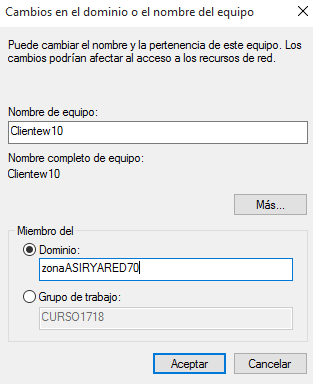 Cambios en el dominio o el nombre del equipo
Puede cambiar el nombre y la pertenencia de este equipo. Los
cambios podrían afectar al acceso a los recursos de red.
Nombre de equipo:
Clientew10
Nombre completo de equipo:
Clientew10
Más...
Miembro del
Dominio:
zonaASIRYARED70
Grupo de trabajo:
CURSO1718
Aceptar
Cancelar